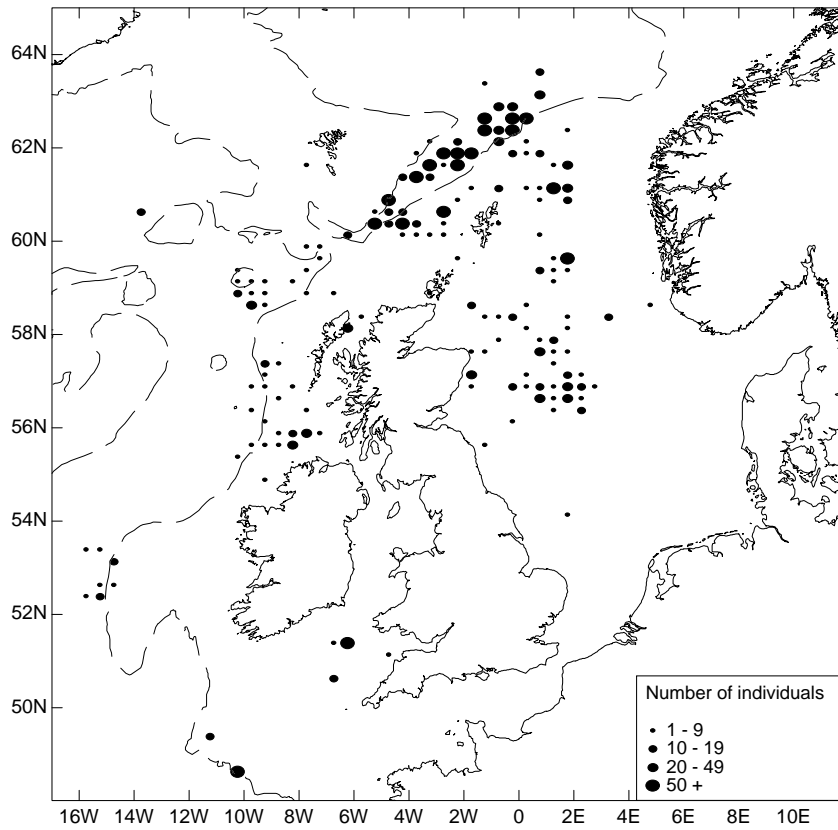 64N
62N
60N
58N
56N
54N
52N
50N
Number of individuals
1 - 9
10 - 19
20 - 49
50 +
16W 14W 12W 10W 8W 6W 4W 2W 0 2E 4E 6E 8E 10E